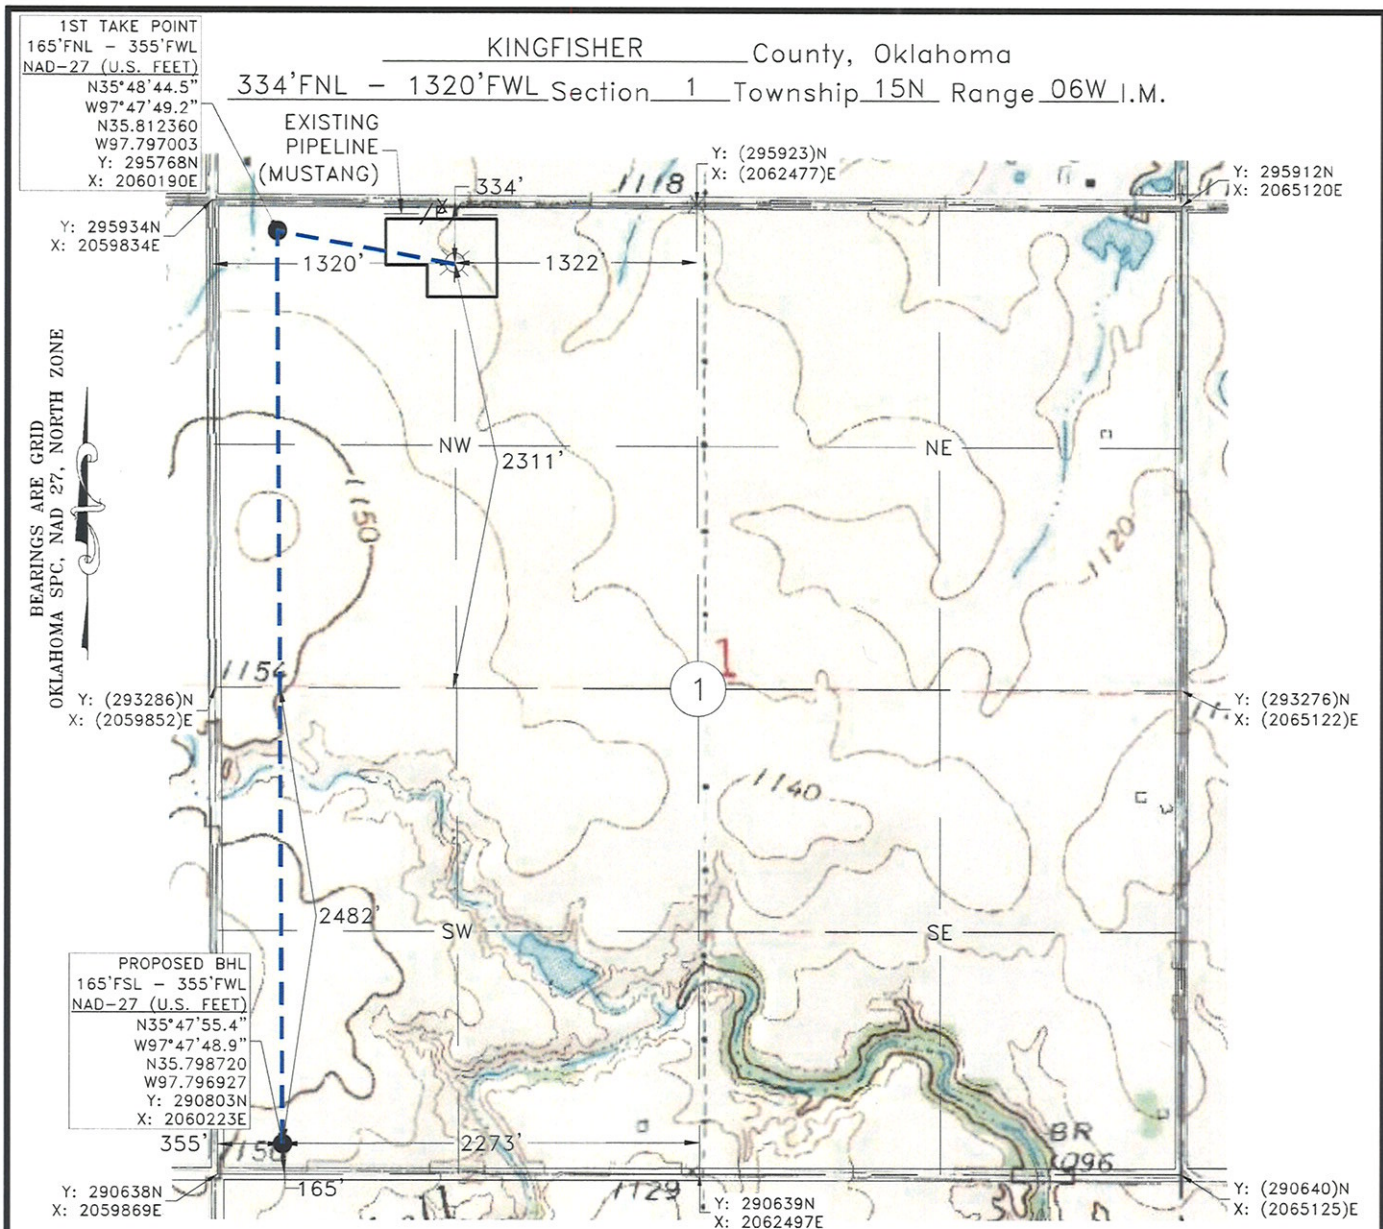 1ST TAKE POINT
165'FNL - 355'FWL
NAD-27 (U.S. FEET)
N35°48'44.5"
W97°47'49.2"
N35.812360
W97.797003
Y: 295768N
X: 2060190E
KINGFISHER County, Oklahoma
334'FNL - 1320'FWL Section 1 Township 15N Range 06W I.M.
EXISTING
PIPELINE
(MUSTANG)
334'
1118
Y: (295923)N
X: (2062477)E
Y: 295912N
X: 2065120E
Y: 295934N
X: 2059834E
1320'
1322'
BEARINGS ARE GRID
OKLAHOMA SPC, NAD 27, NORTH ZONE
NW
2311'
NE
1150
1120
1154
1
1
Y: (293286)N
X: (2059852)E
Y: (293276)N
X: (2065122)E
1140
2482'
SW
SE
PROPOSED BHL
165'FSL - 355'FWL
NAD-27 (U.S. FEET)
N35°47'55.4"
W97°47'48.9"
N35.798720
W97.796927
Y: 290803N
X: 2060223E
355'
2273'
BR
1096
165'
1129
Y: 290638N
X: 2059869E
Y: 290639N
X: 2062497E
Y: (290640)N
X: (2065125)E